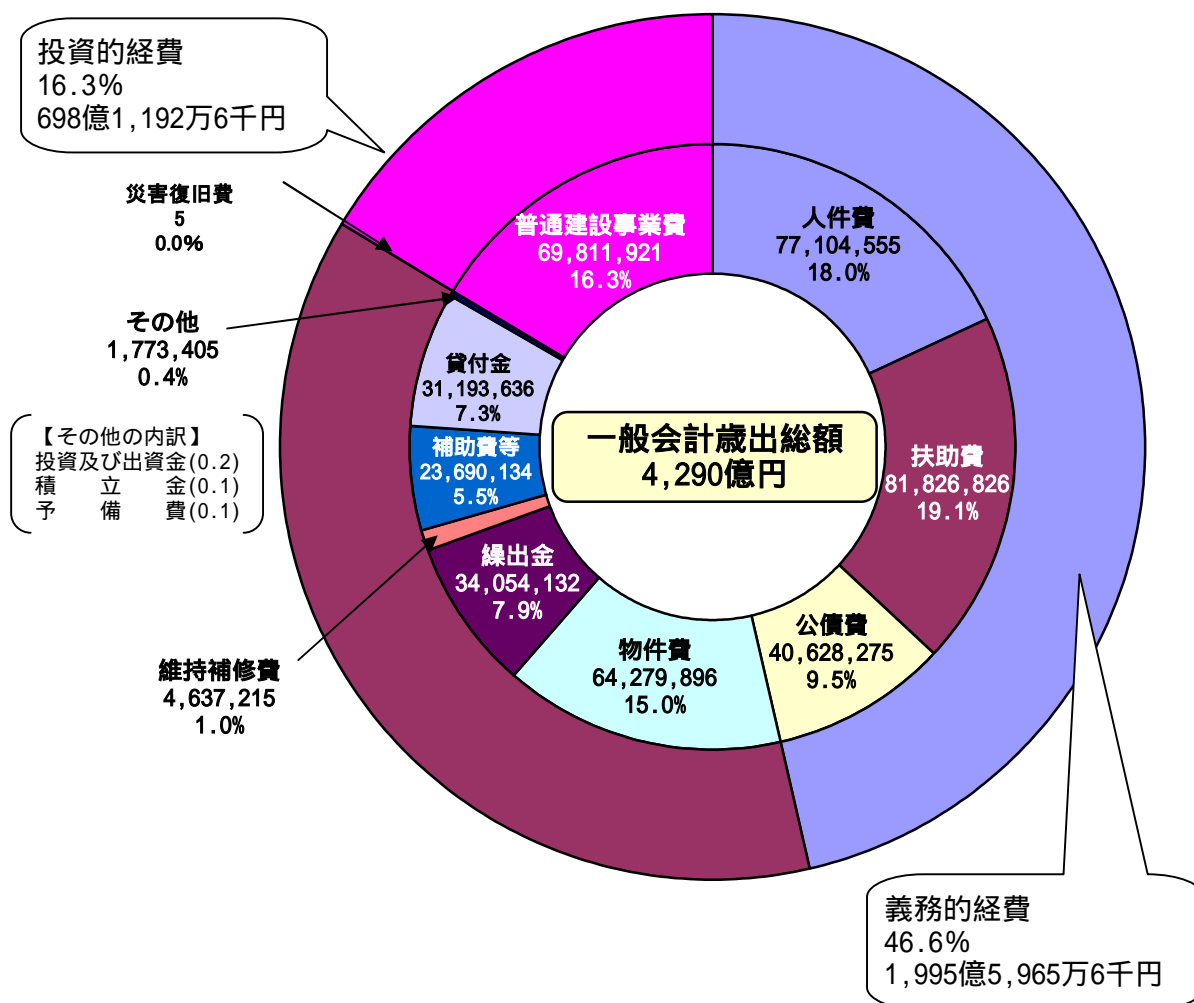 投資的経費
16.3%
698億1,192万6千円
災害復旧費
5
0.0%
普通建設事業費
69,811,921
16.3%
人件費
77,104,555
18.0%
その他
1,773,405
0.4%
貸付金
31,193,636
7.3%
【その他の内訳】
投資及び出資金(0.2)
積　立　金(0.1)
予　備　費(0.1)
補助費等
23,690,134
5.5%
一般会計歳出総額
4,290億円
扶助費
81,826,826
19.1%
繰出金
34,054,132
7.9%
物件費
64,279,896
15.0%
公債費
40,628,275
9.5%
維持補修費
4,637,215
1.0%
義務的経費
46.6%
1,995億5,965万6千円